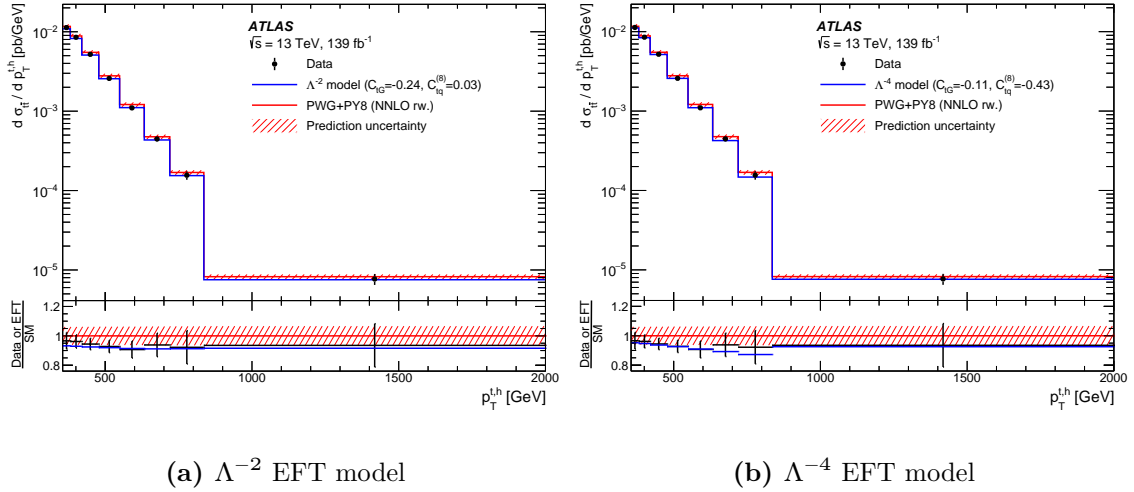 ATLAS
√s = 13 TeV, 139 fb⁻¹
Data
Λ⁻² model (C_tG=-0.24, C_tq^(8)=0.03)
PWG+PY8 (NNLO rw.)
Prediction uncertainty
d σ_tt̄ / d p_T^t,h [pb/GeV]
10⁻²
10⁻³
10⁻⁴
10⁻⁵
Data or EFT
SM
1.2
1
0.8
500 1000 1500 2000
p_T^t,h [GeV]
(a) Λ⁻² EFT model
ATLAS
√s = 13 TeV, 139 fb⁻¹
Data
Λ⁻⁴ model (C_tG=-0.11, C_tq^(8)=-0.43)
PWG+PY8 (NNLO rw.)
Prediction uncertainty
d σ_tt̄ / d p_T^t,h [pb/GeV]
10⁻²
10⁻³
10⁻⁴
10⁻⁵
Data or EFT
SM
1.2
1
0.8
500 1000 1500 2000
p_T^t,h [GeV]
(b) Λ⁻⁴ EFT model